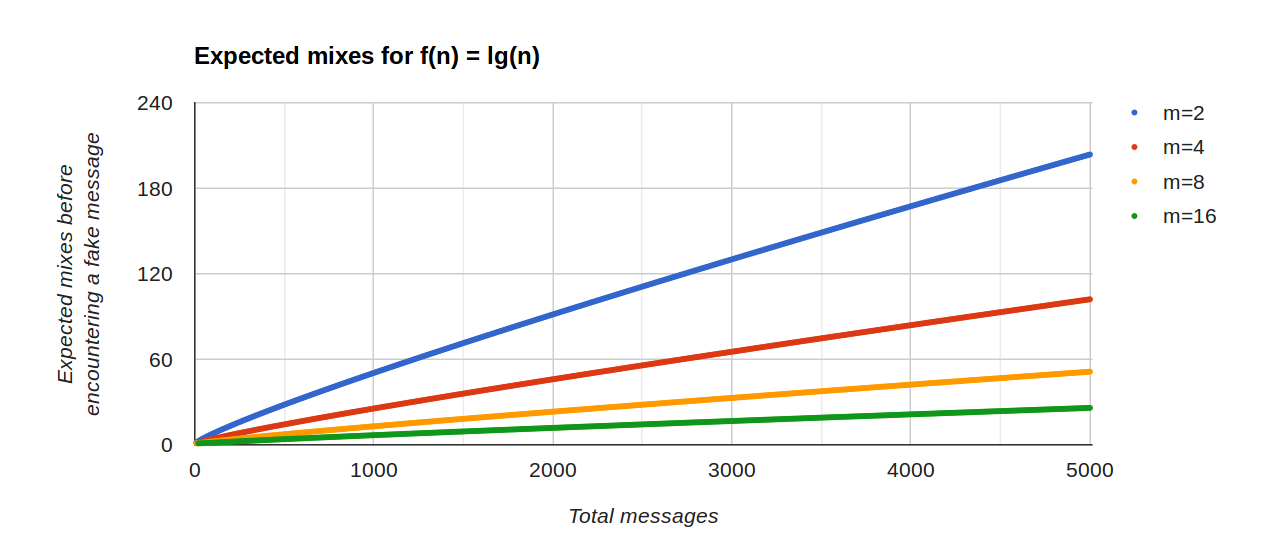 Expected mixes for f(n) = lg(n)
Expected mixes before
encountering a fake message
240
180
120
60
0
0 1000 2000 3000 4000 5000
Total messages
m=2
m=4
m=8
m=16